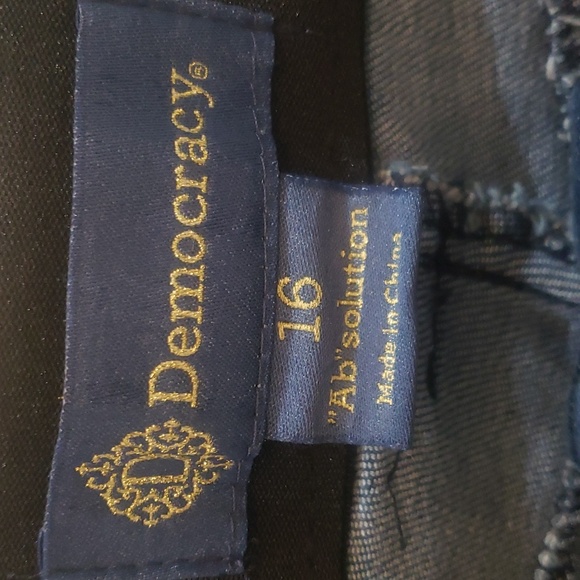 D Democracy®
16
"Ab"solution
Made in China